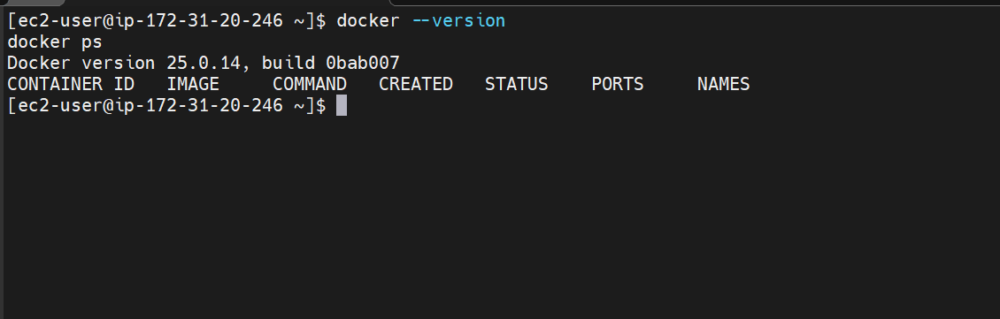 [ec2-user@ip-172-31-20-246 ~]$ docker --version
docker ps
Docker version 25.0.14, build 0bab007
CONTAINER ID   IMAGE     COMMAND   CREATED   STATUS    PORTS     NAMES
[ec2-user@ip-172-31-20-246 ~]$